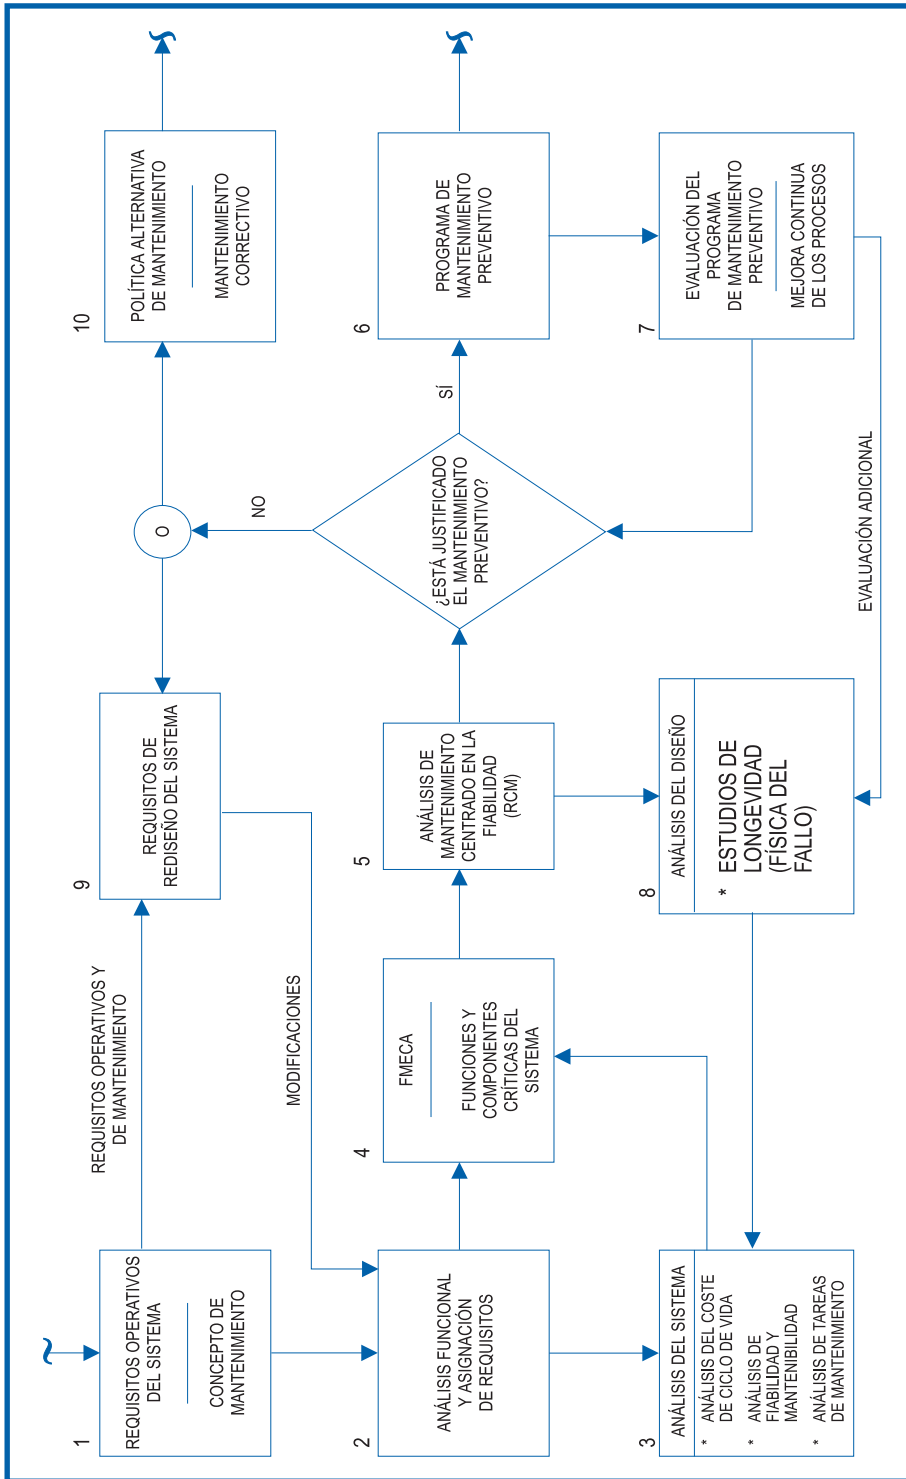 1
REQUISITOS OPERATIVOS
DEL SISTEMA
CONCEPTO DE
MANTENIMIENTO
REQUISITOS OPERATIVOS Y
DE MANTENIMIENTO
9
REQUISITOS DE
REDISEÑO DEL SISTEMA
O
10
POLÍTICA ALTERNATIVA
DE MANTENIMIENTO
MANTENIMIENTO
CORRECTIVO
MODIFICACIONES
NO
2
ANÁLISIS FUNCIONAL
Y ASIGNACIÓN
DE REQUISITOS
4
FMECA
FUNCIONES Y
COMPONENTES
CRÍTICAS DEL
SISTEMA
5
ANÁLISIS DE
MANTENIMIENTO
CENTRADO EN LA
FIABILIDAD
(RCM)
¿ESTÁ JUSTIFICADO
EL MANTENIMIENTO
PREVENTIVO?
SÍ
6
PROGRAMA DE
MANTENIMIENTO
PREVENTIVO
3
ANÁLISIS DEL SISTEMA
* ANÁLISIS DEL COSTE
DE CICLO DE VIDA
* ANÁLISIS DE
FIABILIDAD Y
MANTENIBILIDAD
* ANÁLISIS DE TAREAS
DE MANTENIMIENTO
8
ANÁLISIS DEL DISEÑO
* ESTUDIOS DE
LONGEVIDAD
(FÍSICA DEL
FALLO)
7
EVALUACIÓN DEL
PROGRAMA
DE MANTENIMIENTO
PREVENTIVO
MEJORA CONTINUA
DE LOS PROCESOS
EVALUACIÓN ADICIONAL